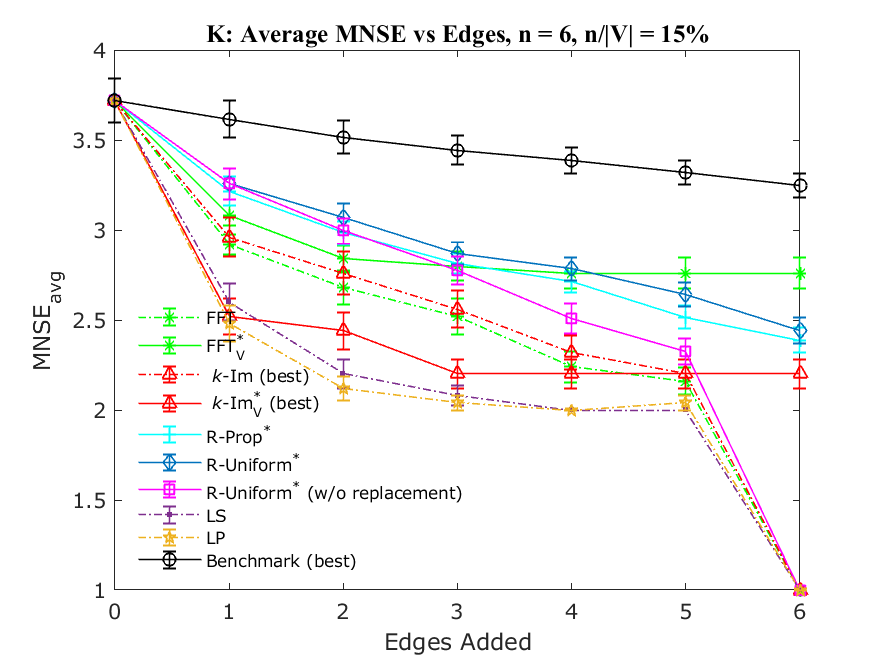 K: Average MNSE vs Edges, n = 6, n/|V| = 15%
4
3.5
3
2.5
2
1.5
1
MNSE_avg
FFT
FFT*_V
k-Im (best)
k-Im*_V (best)
R-Prop*
R-Uniform*
R-Uniform* (w/o replacement)
LS
LP
Benchmark (best)
0 1 2 3 4 5 6
Edges Added